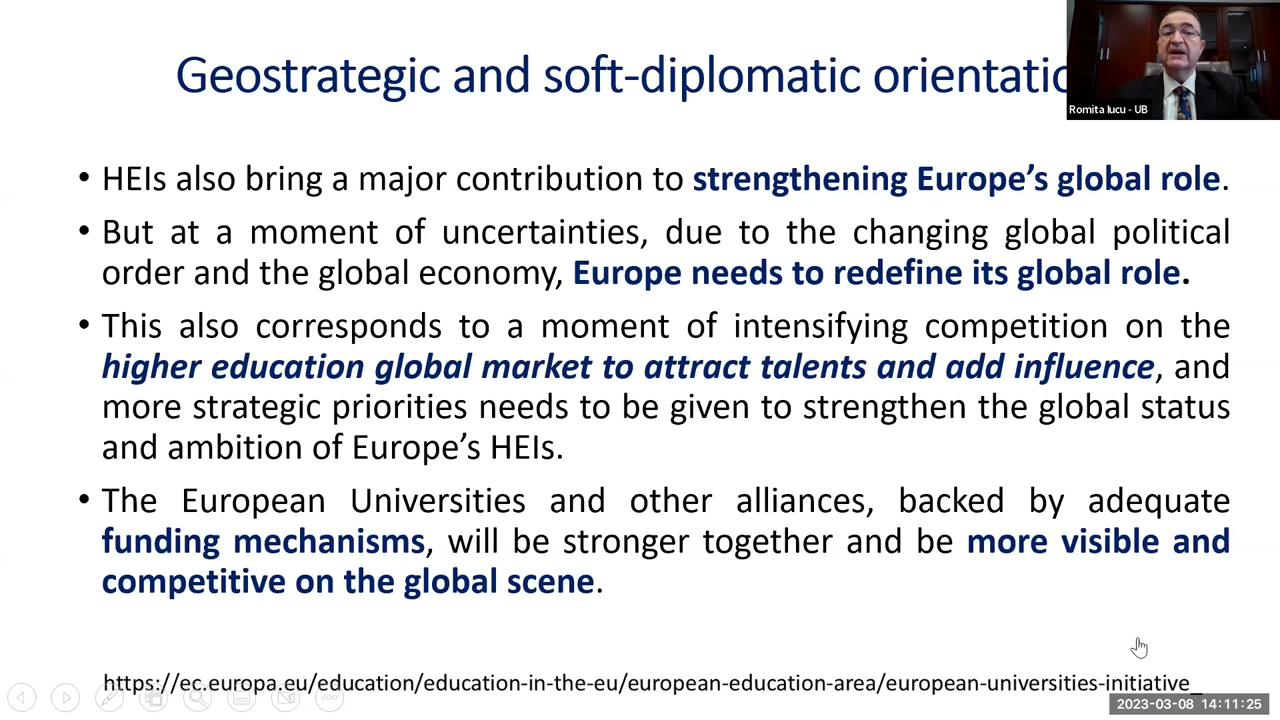 Geostrategic and soft-diplomatic orientatio
Romita Iucu - UB
• HEIs also bring a major contribution to strengthening Europe’s global role.
• But at a moment of uncertainties, due to the changing global political
order and the global economy, Europe needs to redefine its global role.
• This also corresponds to a moment of intensifying competition on the
higher education global market to attract talents and add influence, and
more strategic priorities needs to be given to strengthen the global status
and ambition of Europe’s HEIs.
• The European Universities and other alliances, backed by adequate
funding mechanisms, will be stronger together and be more visible and
competitive on the global scene.
https://ec.europa.eu/education/education-in-the-eu/european-education-area/european-universities-initiative_
2023-03-08 14:11:25